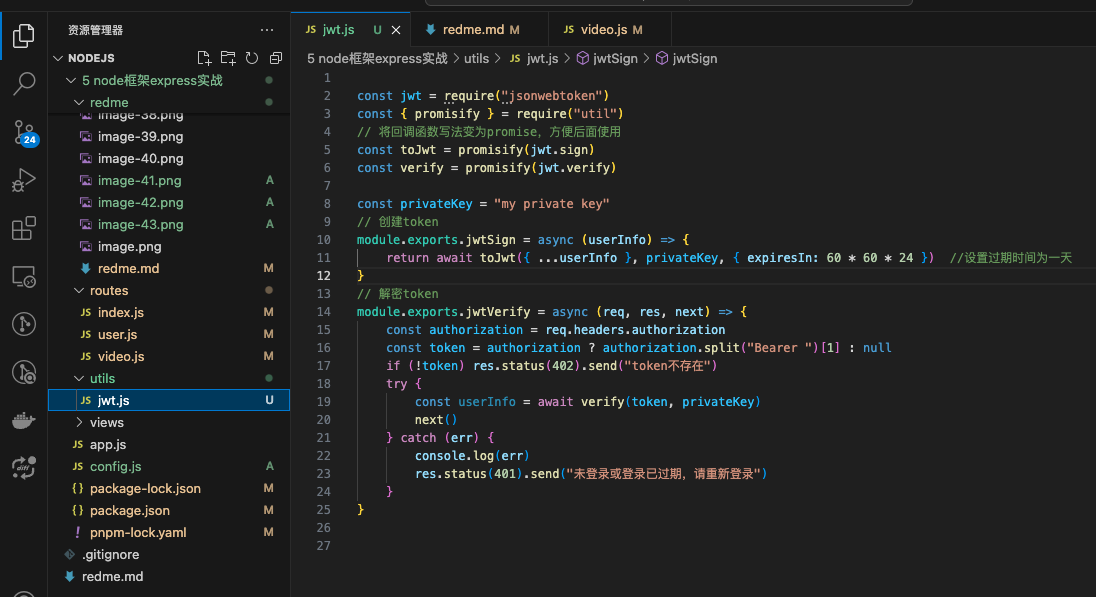 资源管理器
NODEJS
5 node框架express实战
redme
image-38.png
image-39.png
image-40.png
image-41.png A
image-42.png A
image-43.png A
image.png
redme.md M
routes
JS index.js M
JS user.js M
JS video.js M
utils
JS jwt.js U
views
JS app.js
JS config.js A
{} package-lock.json M
{} package.json M
! pnpm-lock.yaml M
.gitignore
redme.md
24
diff
JS jwt.js U
redme.md M
JS video.js M
5 node框架express实战 > utils > JS jwt.js > jwtSign > jwtSign
1
2 const jwt = require("jsonwebtoken")
3 const { promisify } = require("util")
4 // 将回调函数写法变为promise，方便后面使用
5 const toJwt = promisify(jwt.sign)
6 const verify = promisify(jwt.verify)
7
8 const privateKey = "my private key"
9 // 创建token
10 module.exports.jwtSign = async (userInfo) => {
11 return await toJwt({ ...userInfo }, privateKey, { expiresIn: 60 * 60 * 24 }) //设置过期时间为一天
12 }
13 // 解密token
14 module.exports.jwtVerify = async (req, res, next) => {
15 const authorization = req.headers.authorization
16 const token = authorization ? authorization.split("Bearer ")[1] : null
17 if (!token) res.status(402).send("token不存在")
18 try {
19 const userInfo = await verify(token, privateKey)
20 next()
21 } catch (err) {
22 console.log(err)
23 res.status(401).send("未登录或登录已过期，请重新登录")
24 }
25 }
26
27